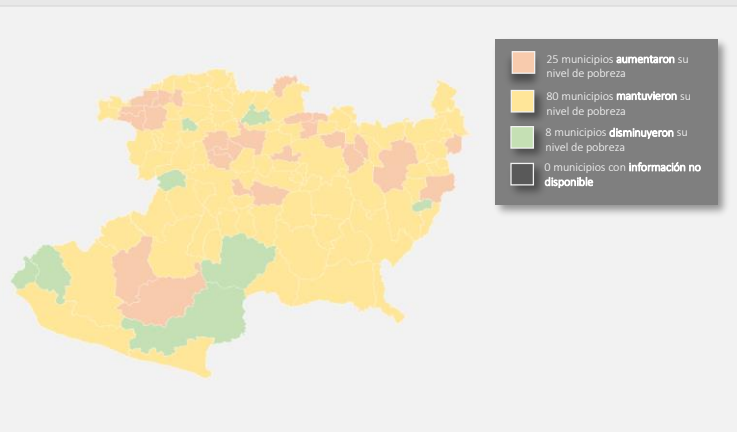 25 municipios aumentaron su
nivel de pobreza
80 municipios mantuvieron su
nivel de pobreza
8 municipios disminuyeron su
nivel de pobreza
0 municipios con información no
disponible